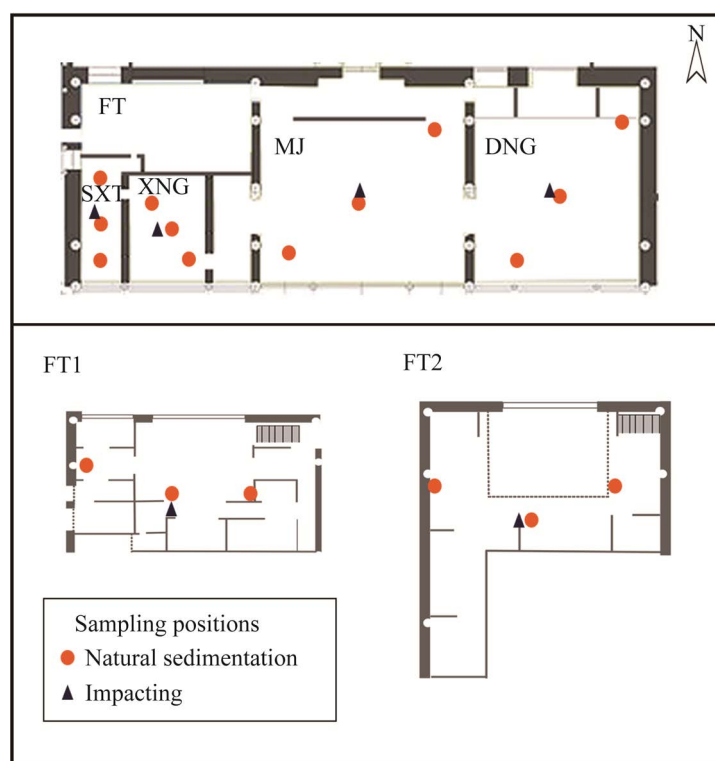 N
FT
MJ
DNG
SXT
XNG
FT1
FT2
Sampling positions
Natural sedimentation
Impacting